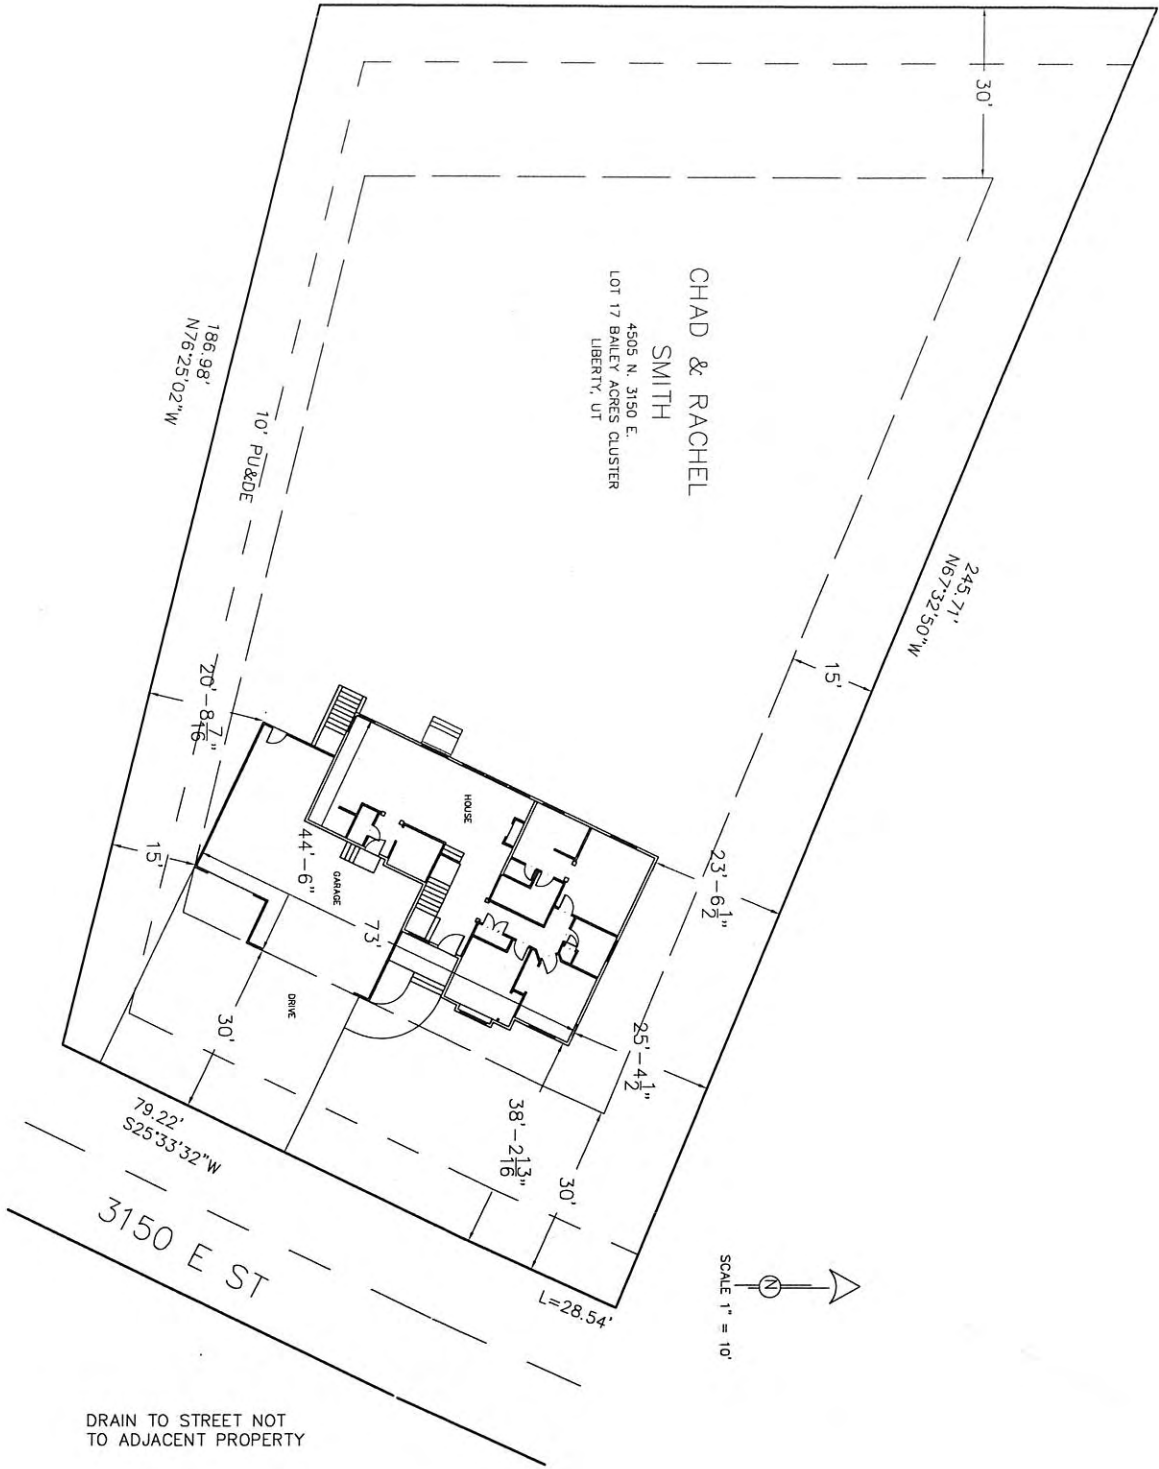 30'
CHAD & RACHEL
SMITH
4505 N. 3150 E.
LOT 17 BAILEY ACRES CLUSTER
LIBERTY, UT
186.98'
N76°25'02"W
10' PU&DE
245.71'
N67°32'50"W
15'
20'-8 7/16"
HOUSE
44'-6"
GARAGE
15'
73'
23'-6 1/2"
DRIVE
30'
25'-4 1/2"
38'-2 13/16"
30'
79.22'
S25°33'32"W
3150 E ST
L=28.54'
N
SCALE 1" = 10'
DRAIN TO STREET NOT
TO ADJACENT PROPERTY